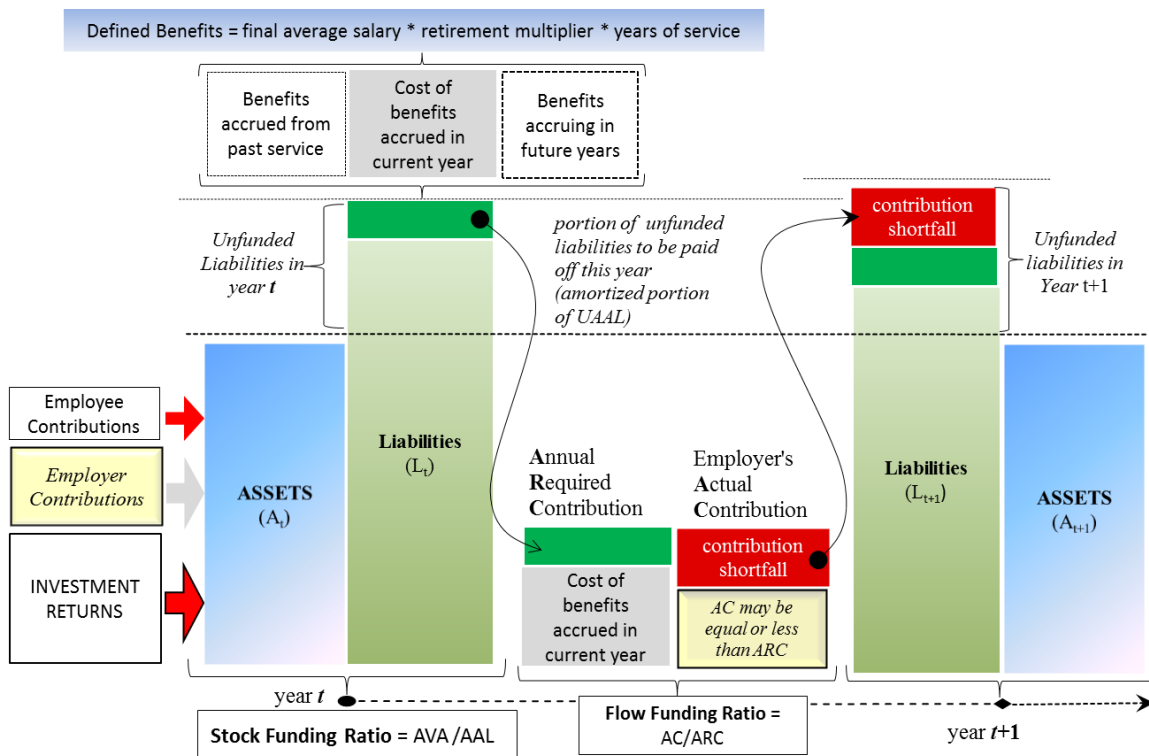 Defined Benefits = final average salary * retirement multiplier * years of service
Benefits
accrued from
past service
Cost of
benefits
accrued in
current year
Benefits
accruing in
future years
Unfunded
Liabilities in
year t
portion of unfunded
liabilities to be paid
off this year
(amortized portion
of UAAL)
contribution
shortfall
Unfunded
liabilities in
Year t+1
Employee
Contributions
Employer
Contributions
INVESTMENT
RETURNS
ASSETS
(At)
Liabilities
(Lt)
Annual
Required
Contribution
Employer's
Actual
Contribution
Cost of
benefits
accrued in
current year
contribution
shortfall
AC may be
equal or less
than ARC
Liabilities
(Lt+1)
ASSETS
(At+1)
year t
Stock Funding Ratio = AVA /AAL
Flow Funding Ratio =
AC/ARC
year t+1